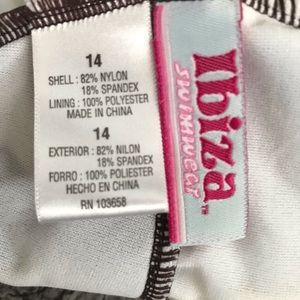 14
SHELL : 82% NYLON
18% SPANDEX
LINING : 100% POLYESTER
MADE IN CHINA
14
EXTERIOR : 82% NILON
18% SPANDEX
FORRO : 100% POLIESTER
HECHO EN CHINA
RN 103658
Ibiza
swimwear
TM